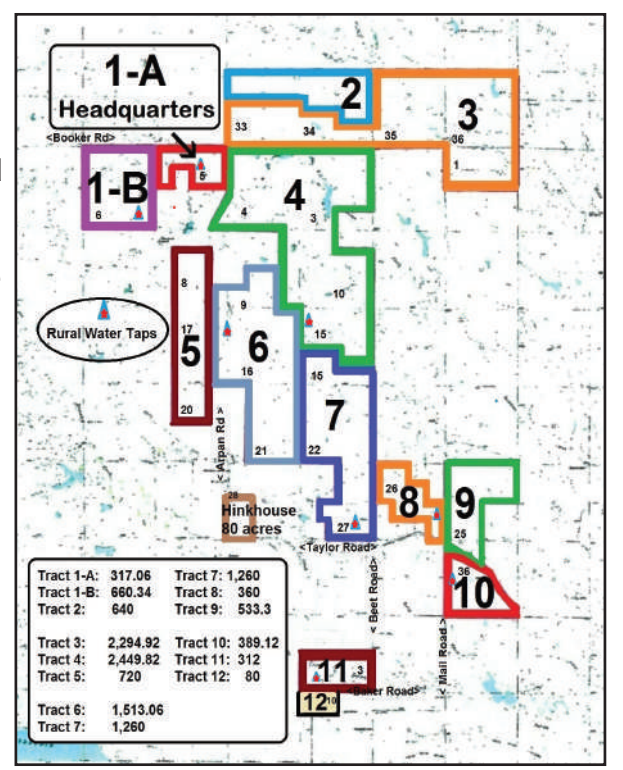 1-A
Headquarters
<Booker Rd>
2
3
33
34
35
36
1
5
1-B
6
4
4
3
8
9
10
Rural Water Taps
17
5
6
15
16
15
7
20
< Arpan Rd >
21
22
26
8
9
28
Hinkhouse
80 acres
27
25
<Taylor Road>
36
10
< Beet Road>
< Mail Road >
Tract 1-A: 317.06 Tract 7: 1,260
Tract 1-B: 660.34 Tract 8: 360
Tract 2: 640 Tract 9: 533.3
Tract 3: 2,294.92 Tract 10: 389.12
Tract 4: 2,449.82 Tract 11: 312
Tract 5: 720 Tract 12: 80
Tract 6: 1,513.06
Tract 7: 1,260
11
3
<Baker Road>
12
10